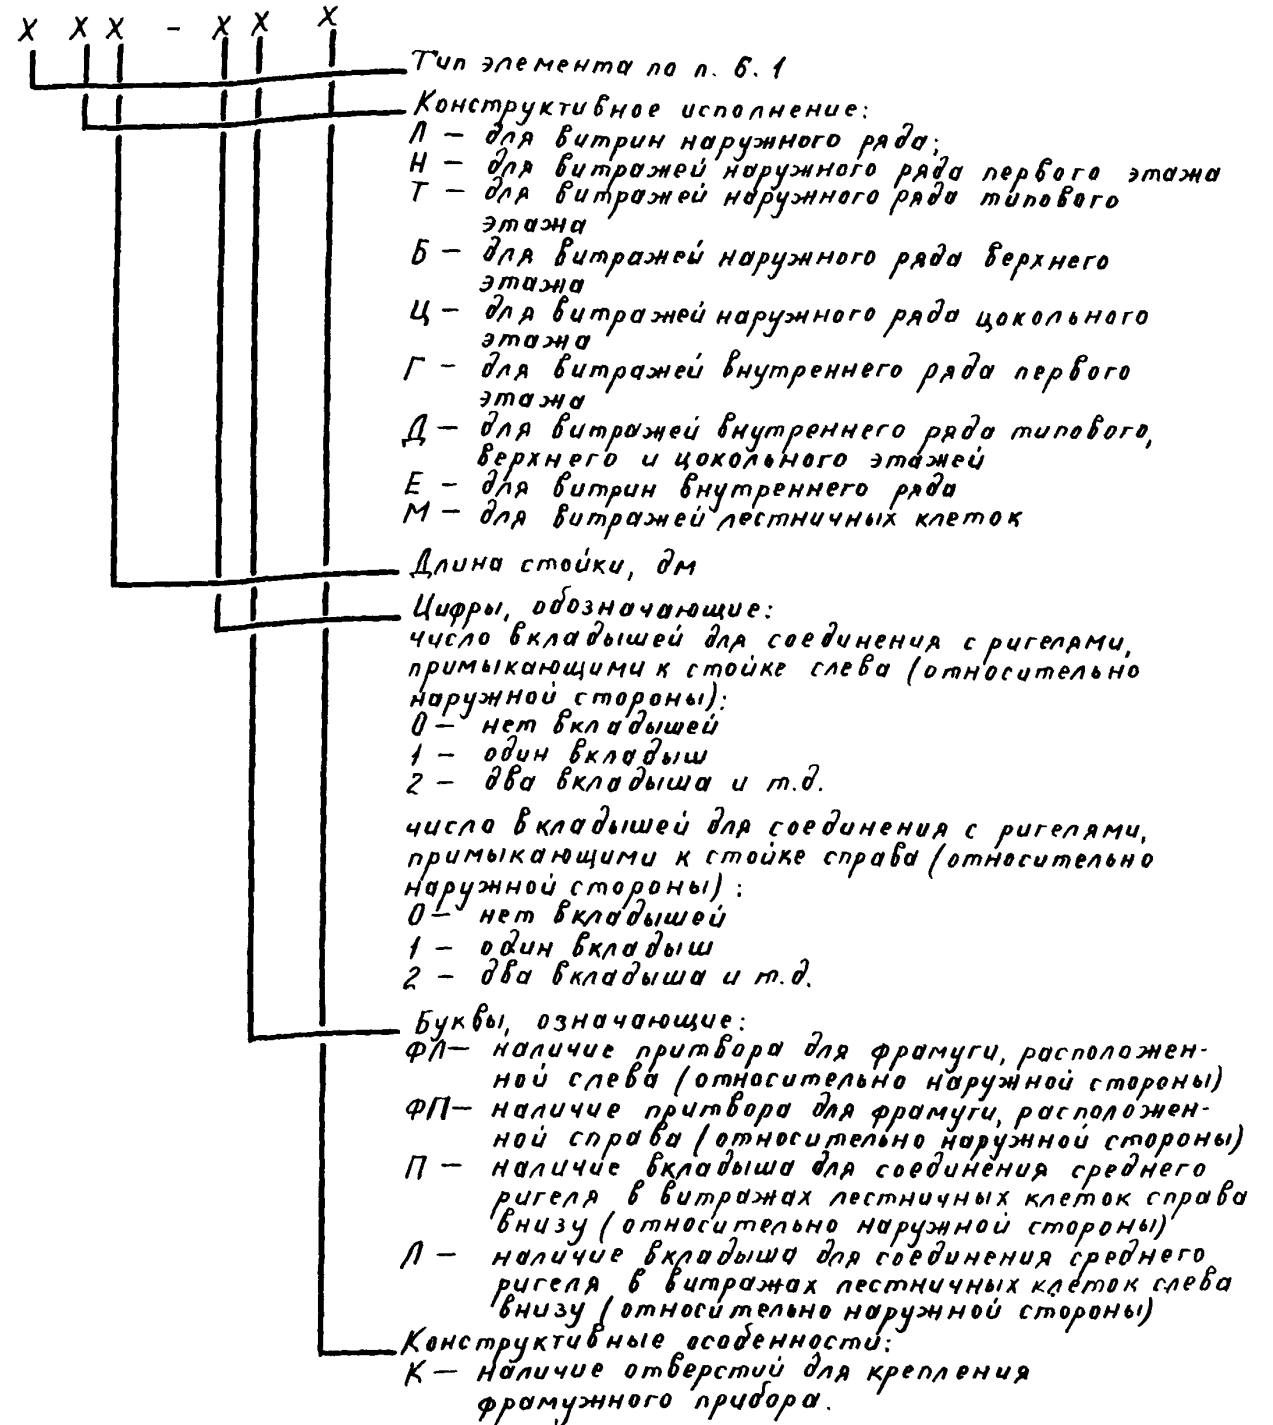 Х ХХ - ХХ Х
Тип элемента по п. 6.1
Конструктивное исполнение:
Л — для витрин наружного ряда;
Н — для витражей наружного ряда первого этажа
Т — для витражей наружного ряда типового
этажа
Б — для витражей наружного ряда верхнего
этажа
Ц — для витражей наружного ряда цокольного
этажа
Г — для витражей внутреннего ряда первого
этажа
Д — для витражей внутреннего ряда типового,
верхнего и цокольного этажей
Е — для витрин внутреннего ряда
М — для витражей лестничных клеток
Длина стойки, дм
Цифры, обозначающие:
число вкладышей для соединения с ригелями,
примыкающими к стойке слева (относительно
наружной стороны):
0 — нет вкладышей
1 — один вкладыш
2 — два вкладыша и т.д.
число вкладышей для соединения с ригелями,
примыкающими к стойке справа (относительно
наружной стороны):
0 — нет вкладышей
1 — один вкладыш
2 — два вкладыша и т.д.
Буквы, означающие:
ФЛ — наличие притвора для фрамуги, расположен-
ной слева (относительно наружной стороны)
ФП — наличие притвора для фрамуги, расположен-
ной справа (относительно наружной стороны)
П — наличие вкладыша для соединения среднего
ригеля в витражах лестничных клеток справа
внизу (относительно наружной стороны)
Л — наличие вкладыша для соединения среднего
ригеля в витражах лестничных клеток слева
внизу (относительно наружной стороны)
Конструктивные особенности:
К — наличие отверстий для крепления
фрамужного прибора.